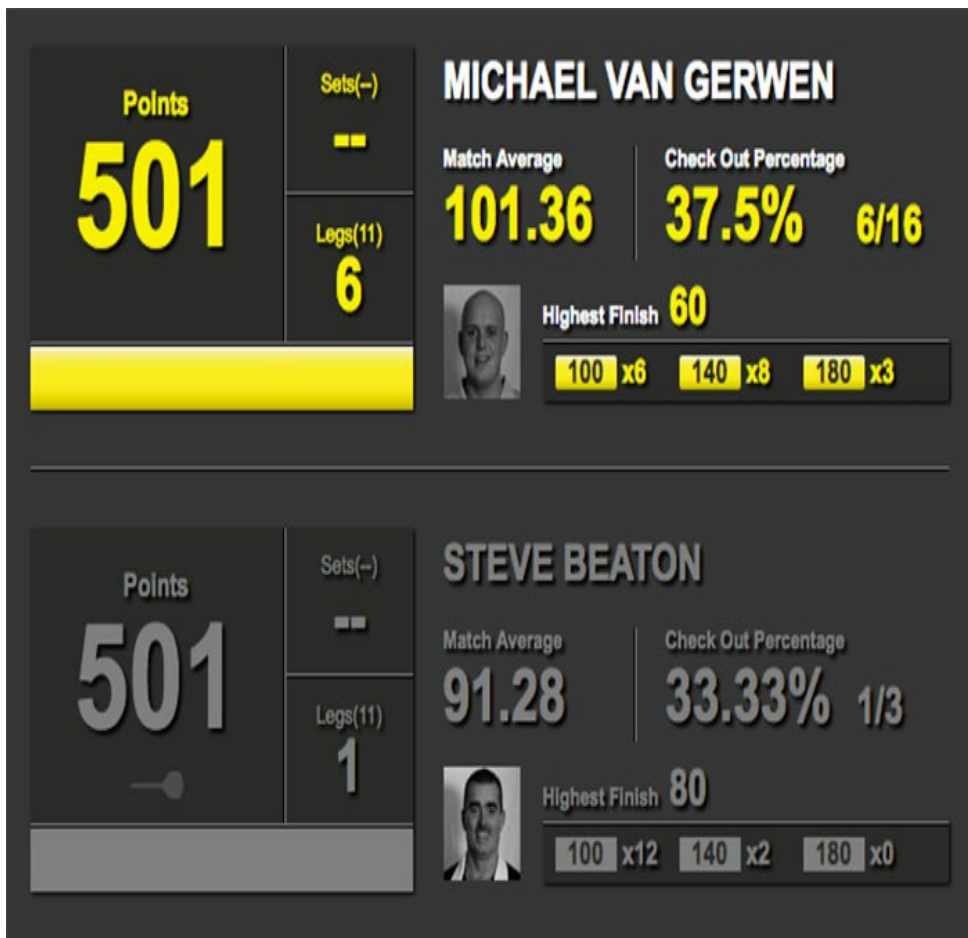 MICHAEL VAN GERWEN
Points
501
Sets(--)
--
Legs(11)
6
Match Average
101.36
Check Out Percentage
37.5% 6/16
Highest Finish 60
100 x6 140 x8 180 x3
STEVE BEATON
Points
501
Sets(--)
--
Legs(11)
1
Match Average
91.28
Check Out Percentage
33.33% 1/3
Highest Finish 80
100 x12 140 x2 180 x0